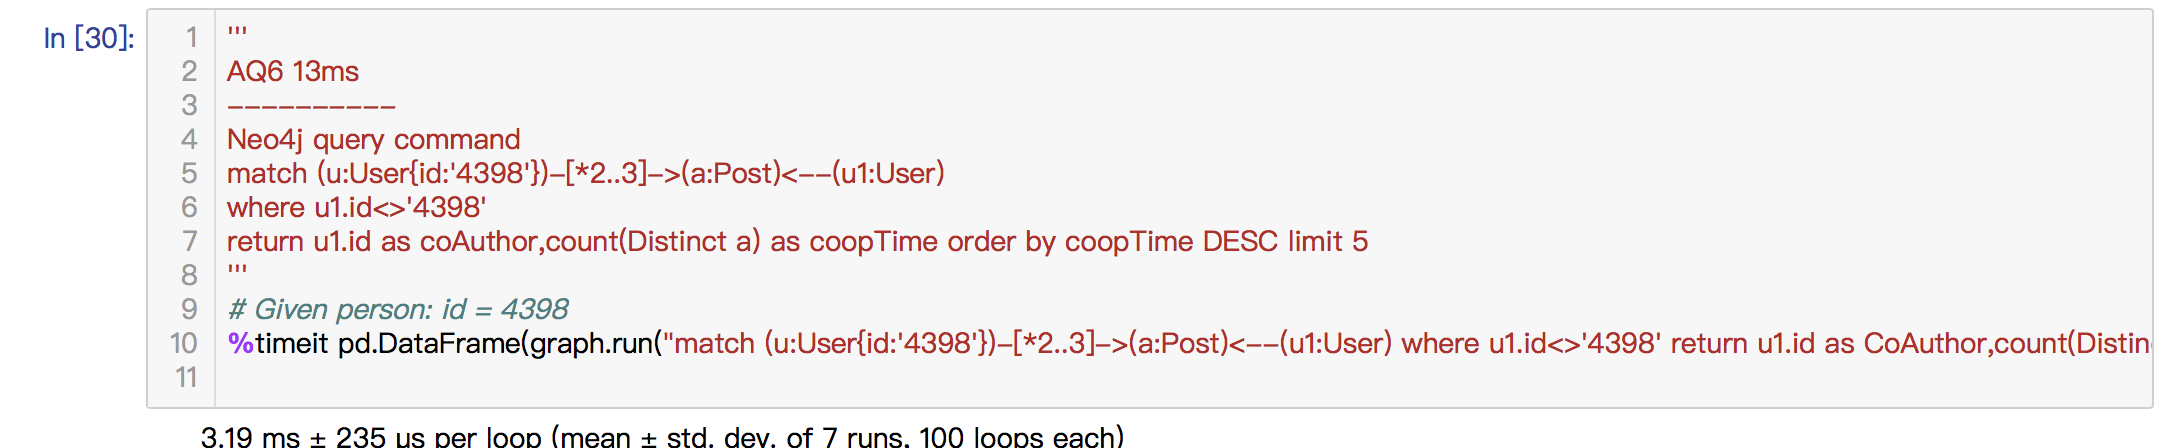 In [30]:
1 '''
2 AQ6 13ms
3 ----------
4 Neo4j query command
5 match (u:User{id:'4398'})-[*2..3]->(a:Post)<--(u1:User)
6 where u1.id<>'4398'
7 return u1.id as coAuthor,count(Distinct a) as coopTime order by coopTime DESC limit 5
8 '''
9 # Given person: id = 4398
10 %timeit pd.DataFrame(graph.run("match (u:User{id:'4398'})-[*2..3]->(a:Post)<--(u1:User) where u1.id<>'4398' return u1.id as CoAuthor,count(Distin
11
3.19 ms ± 235 µs per loop (mean ± std. dev. of 7 runs, 100 loops each)